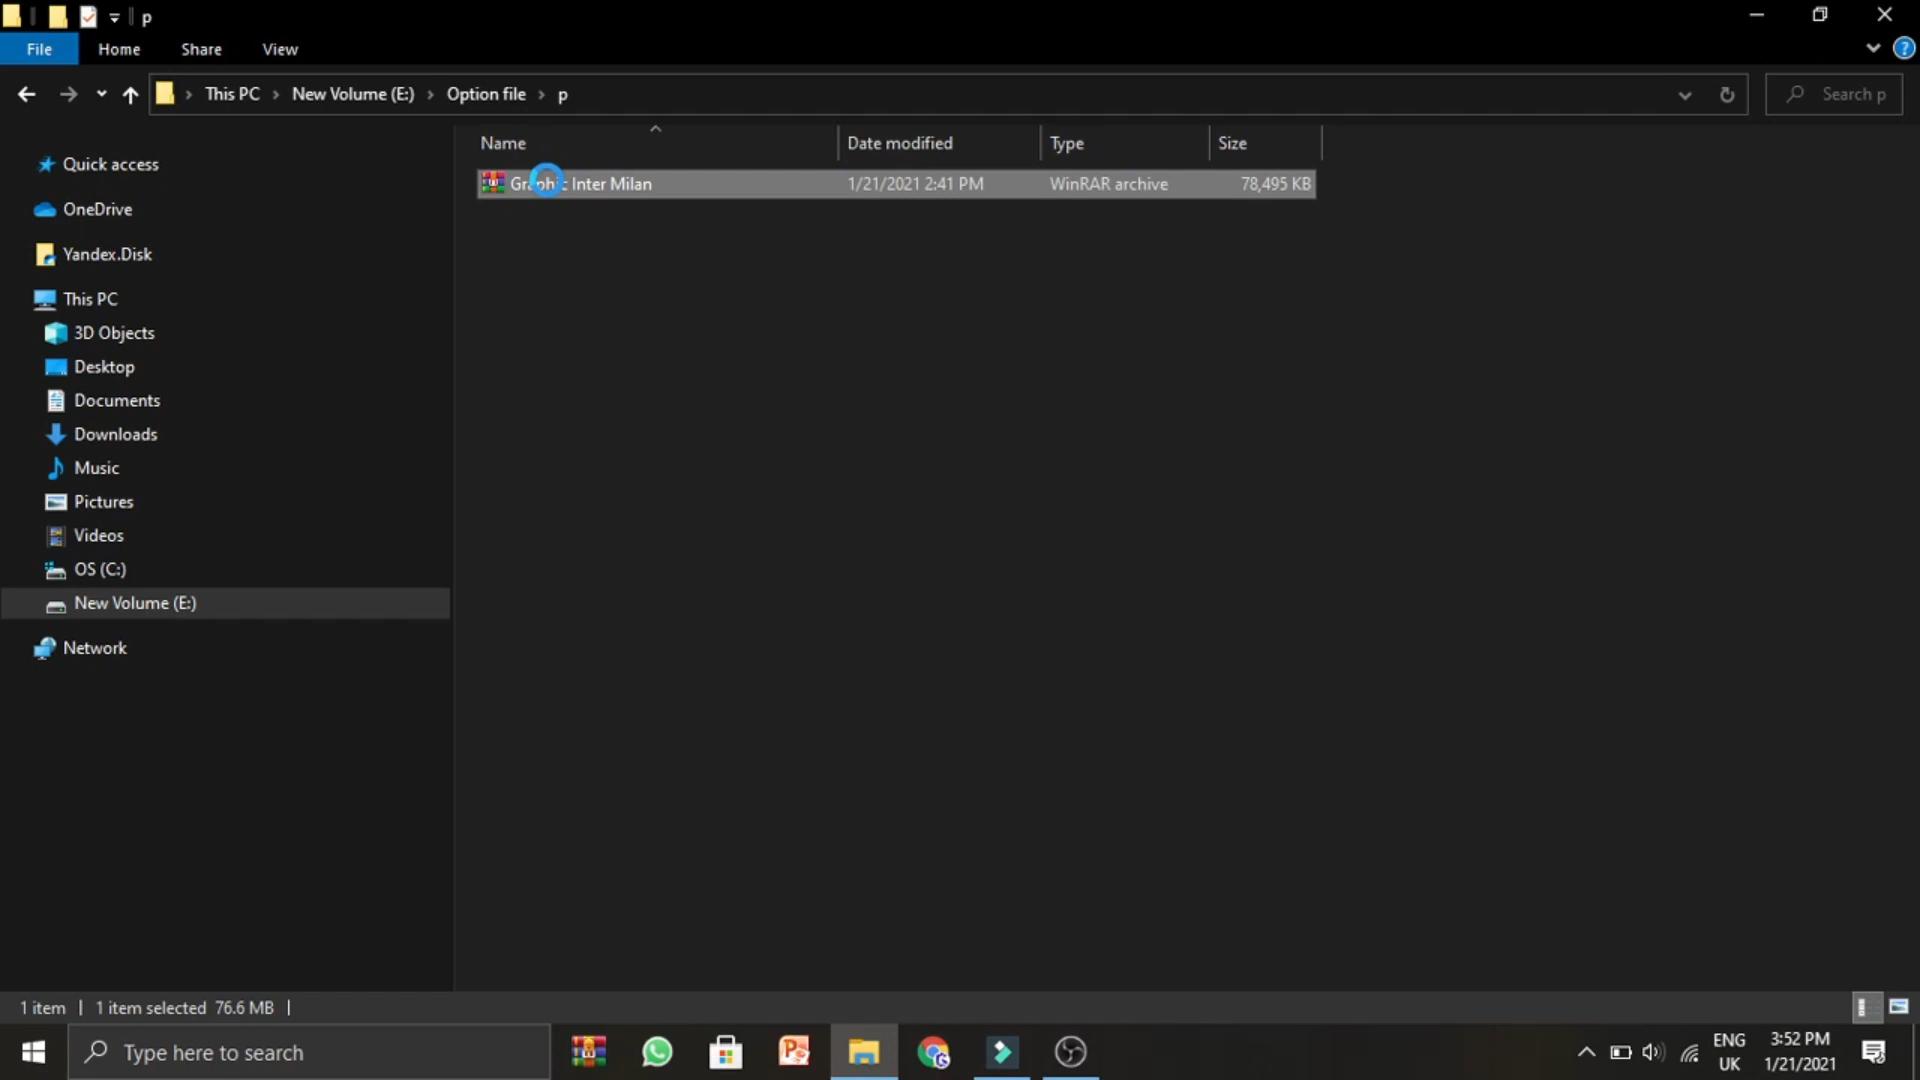 p
File Home Share View
This PC New Volume (E:) Option file p
Search p
Name Date modified Type Size
Graphic Inter Milan 1/21/2021 2:41 PM WinRAR archive 78,495 KB
Quick access
OneDrive
Yandex.Disk
This PC
3D Objects
Desktop
Documents
Downloads
Music
Pictures
Videos
OS (C:)
New Volume (E:)
Network
1 item 1 item selected 76.6 MB
Type here to search
ENG
UK
3:52 PM
1/21/2021